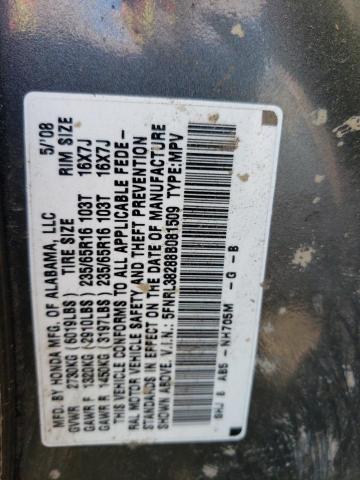 MFD. BY HONDA MFG. OF ALABAMA, LLC 5/'08
TIRE SIZE RIM SIZE
GVWR 2730KG (6019LBS)
GAWR F 1320KG (2910LBS) 235/65R16 103T 16X7J
GAWR R 1450KG (3197LBS) 235/65R16 103T 16X7J
THIS VEHICLE CONFORMS TO ALL APPLICABLE FEDE-
RAL MOTOR VEHICLE SAFETY AND THEFT PREVENTION
STANDARDS IN EFFECT ON THE DATE OF MANUFACTURE
SHOWN ABOVE. V.I.N.: 5FNRL38288B081509 TYPE:MPV
SHJ 8 AB5 -NH705M -G -B